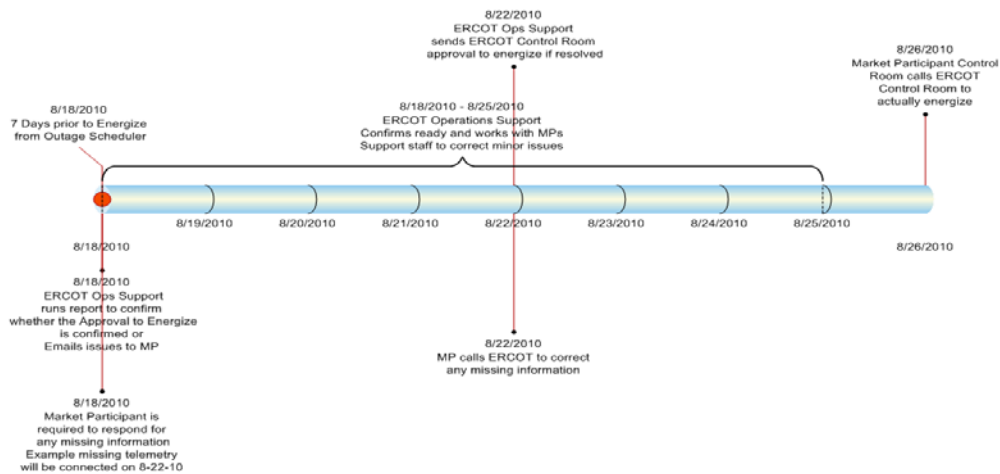 8/22/2010
ERCOT Ops Support
sends ERCOT Control Room
approval to energize if resolved
8/26/2010
Market Participant Control
Room calls ERCOT
Control Room to
actually energize
8/18/2010
7 Days prior to Energize
from Outage Scheduler
8/18/2010 - 8/25/2010
ERCOT Operations Support
Confirms ready and works with MPs
Support staff to correct minor issues
8/19/2010
8/20/2010
8/21/2010
8/22/2010
8/23/2010
8/24/2010
8/25/2010
8/18/2010
8/26/2010
8/18/2010
ERCOT Ops Support
runs report to confirm
whether the Approval to Energize
is confirmed or
Emails issues to MP
8/22/2010
MP calls ERCOT to correct
any missing information
8/18/2010
Market Participant is
required to respond for
any missing information
Example missing telemetry
will be connected on 8-22-10